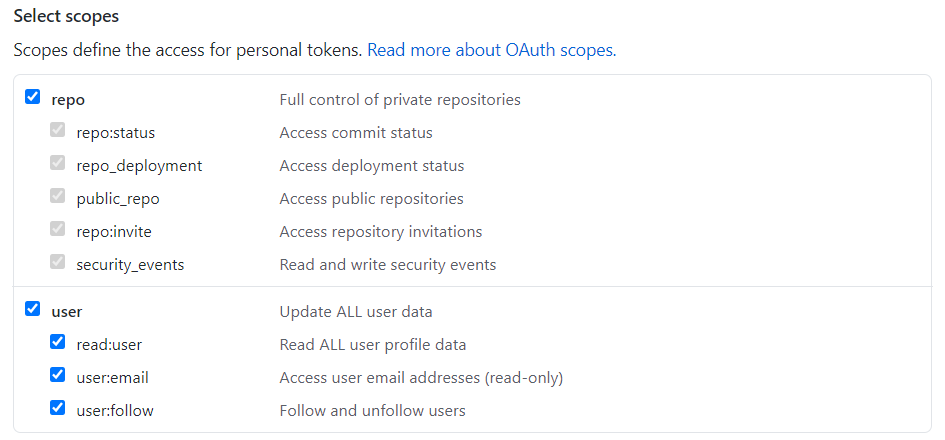 Select scopes
Scopes define the access for personal tokens. Read more about OAuth scopes.
repo Full control of private repositories
repo:status Access commit status
repo_deployment Access deployment status
public_repo Access public repositories
repo:invite Access repository invitations
security_events Read and write security events
user Update ALL user data
read:user Read ALL user profile data
user:email Access user email addresses (read-only)
user:follow Follow and unfollow users